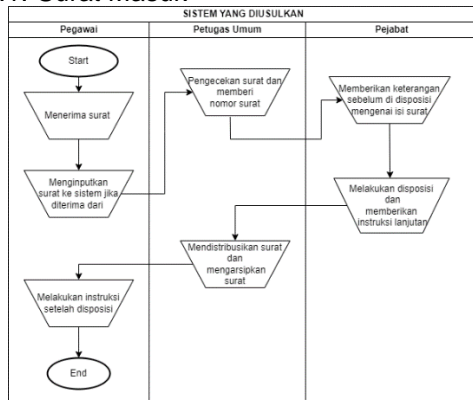 Surat Masuk
SISTEM YANG DIUSULKAN
Pegawai
Petugas Umum
Pejabat
Start
Menerima surat
Menginputkan
surat ke sistem jika
diterima dari
Pengecekan surat dan
memberi
nomor surat
Memberikan keterangan
sebelum di disposisi
mengenai isi surat
Melakukan disposisi
dan
memberikan
instruksi lanjutan
Mendistribusikan surat
dan
mengarsipkan
surat
Melakukan instruksi
setelah disposisi
End